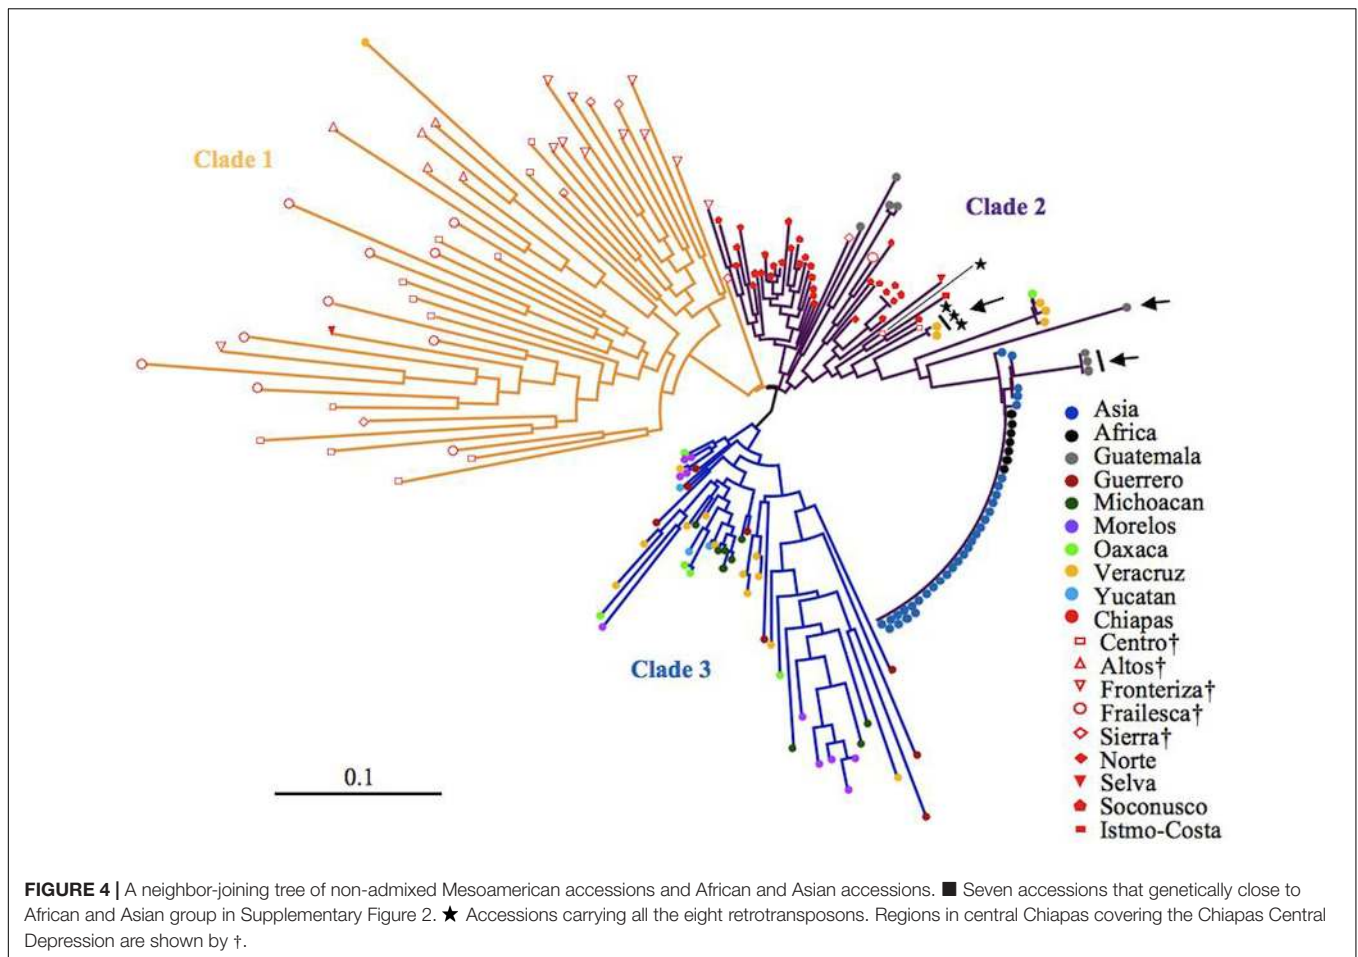 Clade 1
Clade 2
Clade 3
0.1
Asia
Africa
Guatemala
Guerrero
Michoacan
Morelos
Oaxaca
Veracruz
Yucatan
Chiapas
Centro†
Altos†
Fronteriza†
Frailesca†
Sierra†
Norte
Selva
Soconusco
Istmo-Costa
FIGURE 4 | A neighbor-joining tree of non-admixed Mesoamerican accessions and African and Asian accessions. ■ Seven accessions that genetically close to
African and Asian group in Supplementary Figure 2. ★ Accessions carrying all the eight retrotransposons. Regions in central Chiapas covering the Chiapas Central
Depression are shown by †.